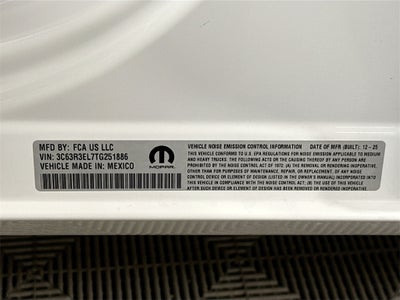 MFD BY: FCA US LLC
VIN: 3C63R3EL7TG251886
VEHICLE MADE IN: MEXICO
MOPAR
VEHICLE NOISE EMISSION CONTROL INFORMATION DATE OF MFR (BUILT): 12-25
THIS VEHICLE CONFORMS TO U.S. EPA REGULATIONS FOR NOISE EMISSION APPLICABLE TO MEDIUM
AND HEAVY TRUCKS. THE FOLLOWING ACTS OR THE CAUSING THEREOF BY ANY PERSON
ARE PROHIBITED BY THE NOISE CONTROL ACT OF 1972: (A) THE REMOVAL
OR RENDERING INOPERATIVE, OTHER THAN FOR PURPOSES OF
MAINTENANCE, REPAIR, OR REPLACEMENT, OF ANY NOISE CONTROL
DEVICE OR ELEMENT OF DESIGN (LISTED IN THE OWNER'S MANUAL) INCORPORATED INTO
THIS VEHICLE IN COMPLIANCE WITH THE NOISE CONTROL ACT;
(B) THE USE OF THIS VEHICLE AFTER SUCH
DEVICE OR ELEMENT OF DESIGN HAS BEEN REMOVED OR RENDERED INOPERATIVE.